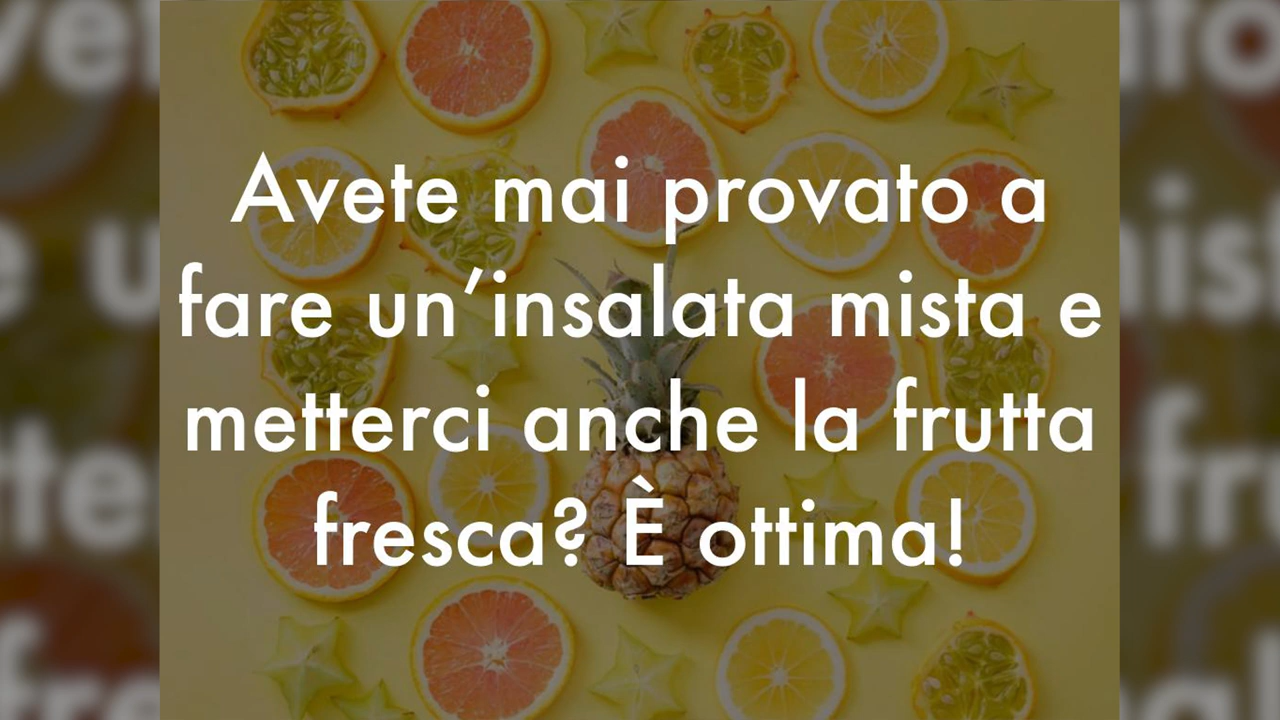 Avete mai provato a
fare un’insalata mista e
metterci anche la frutta
fresca? È ottima!